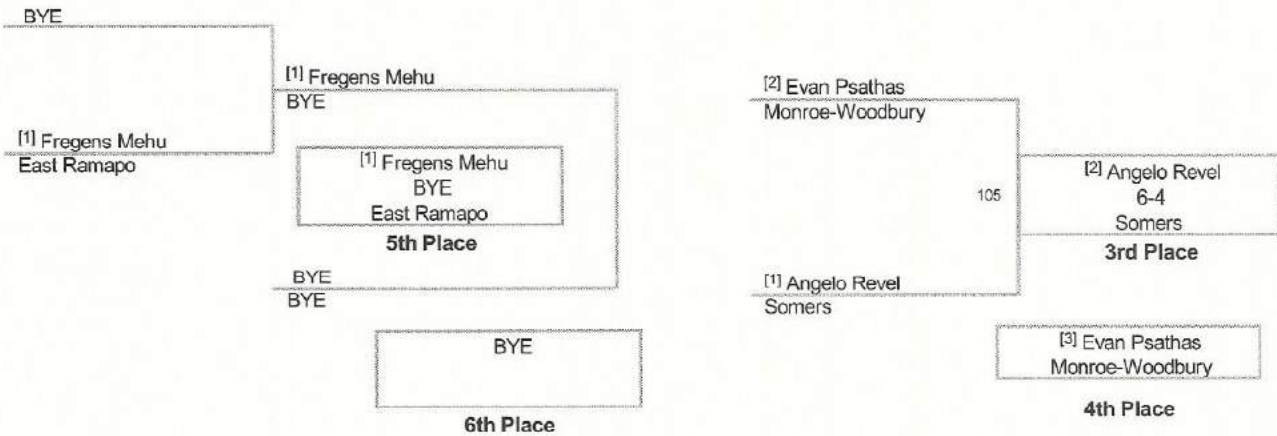 BYE
[1] Fregens Mehu
BYE
[1] Fregens Mehu
East Ramapo
[1] Fregens Mehu
BYE
East Ramapo
5th Place
BYE
BYE
BYE
6th Place
[2] Evan Psathas
Monroe-Woodbury
105
[2] Angelo Revel
6-4
Somers
3rd Place
[1] Angelo Revel
Somers
[3] Evan Psathas
Monroe-Woodbury
4th Place